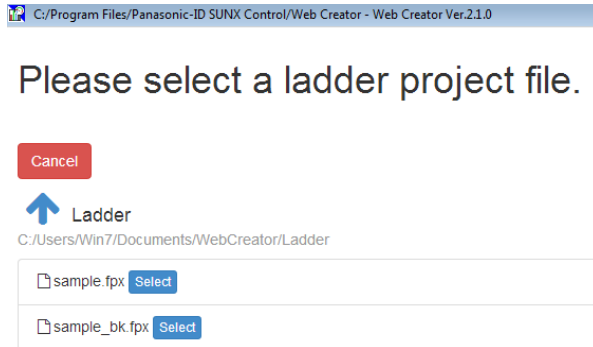 C:/Program Files/Panasonic-ID SUNX Control/Web Creator - Web Creator Ver.2.1.0
Please select a ladder project file.
Cancel
Ladder
C:/Users/Win7/Documents/WebCreator/Ladder
sample.fpx Select
sample_bk.fpx Select